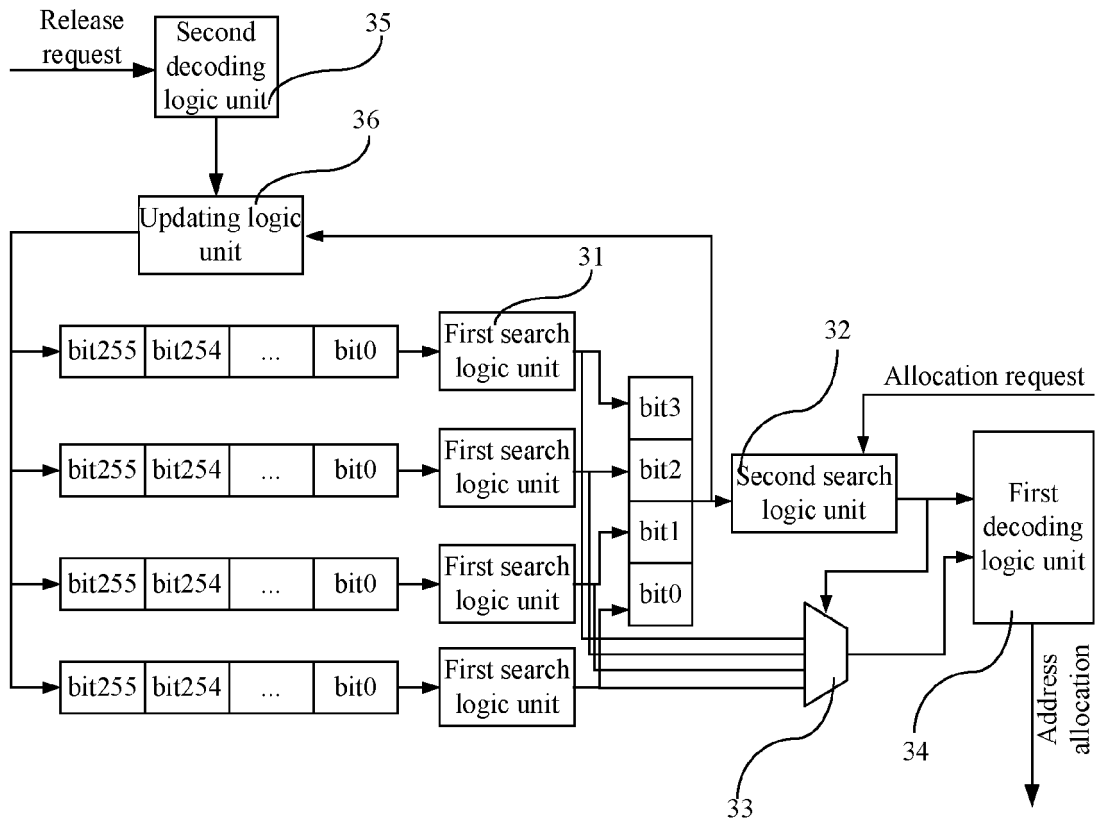 Release
request
Second
decoding
logic unit
35
36
Updating logic
unit
31
bit255 bit254 ... bit0
First search
logic unit
bit3
32
Allocation request
bit255 bit254 ... bit0
First search
logic unit
bit2
Second search
logic unit
First
decoding
logic unit
bit1
bit255 bit254 ... bit0
First search
logic unit
bit0
bit255 bit254 ... bit0
First search
logic unit
33
34
Address
allocation